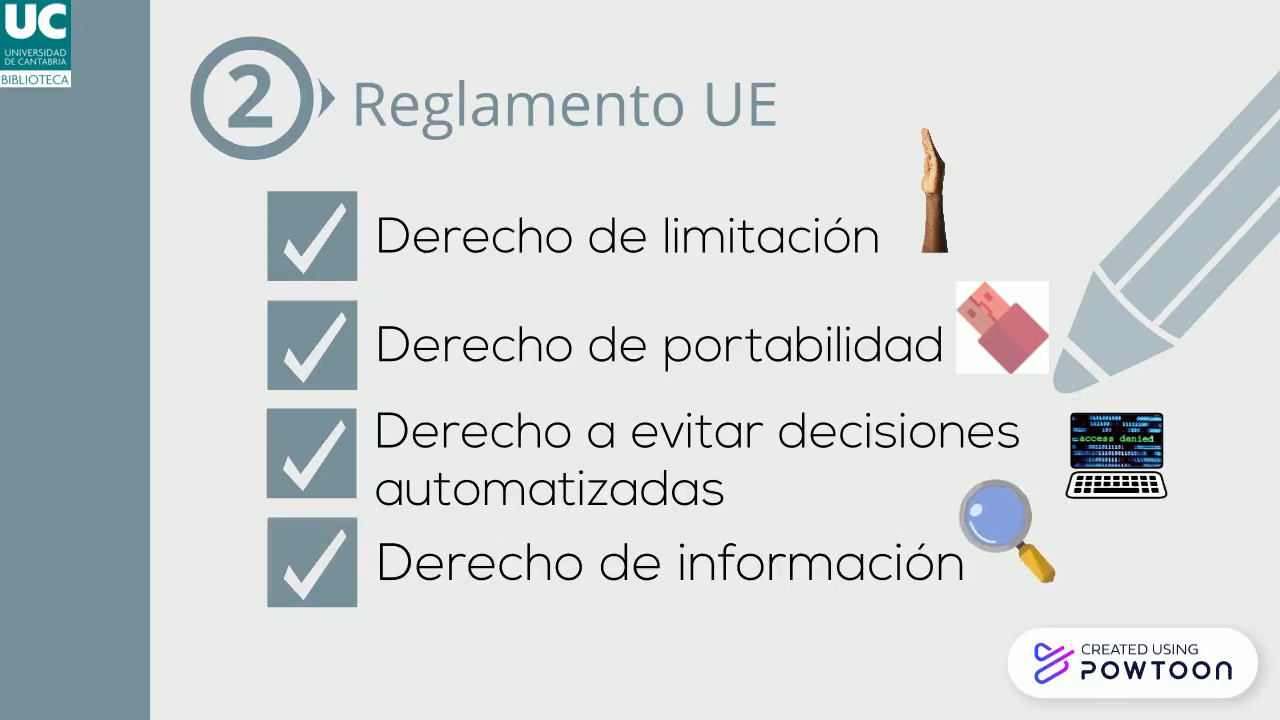 UC
UNIVERSIDAD
DE CANTABRIA
BIBLIOTECA
2
Reglamento UE
Derecho de limitación
Derecho de portabilidad
Derecho a evitar decisiones
automatizadas
access denied
Derecho de información
CREATED USING
POWTOON